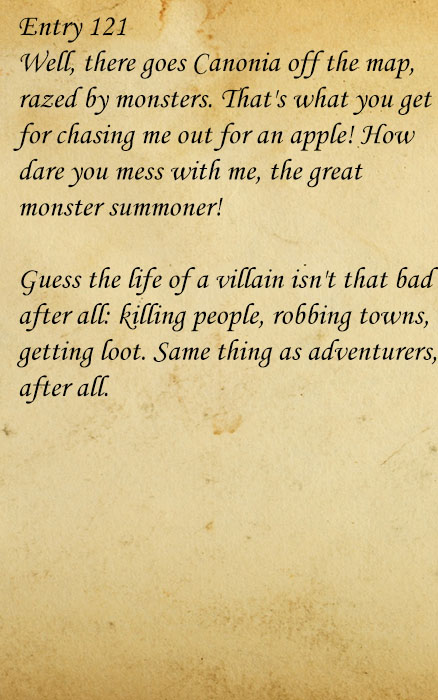 Entry 121
Well, there goes Canonia off the map,
razed by monsters. That's what you get
for chasing me out for an apple! How
dare you mess with me, the great
monster summoner!
Guess the life of a villain isn't that bad
after all: killing people, robbing towns,
getting loot. Same thing as adventurers,
after all.